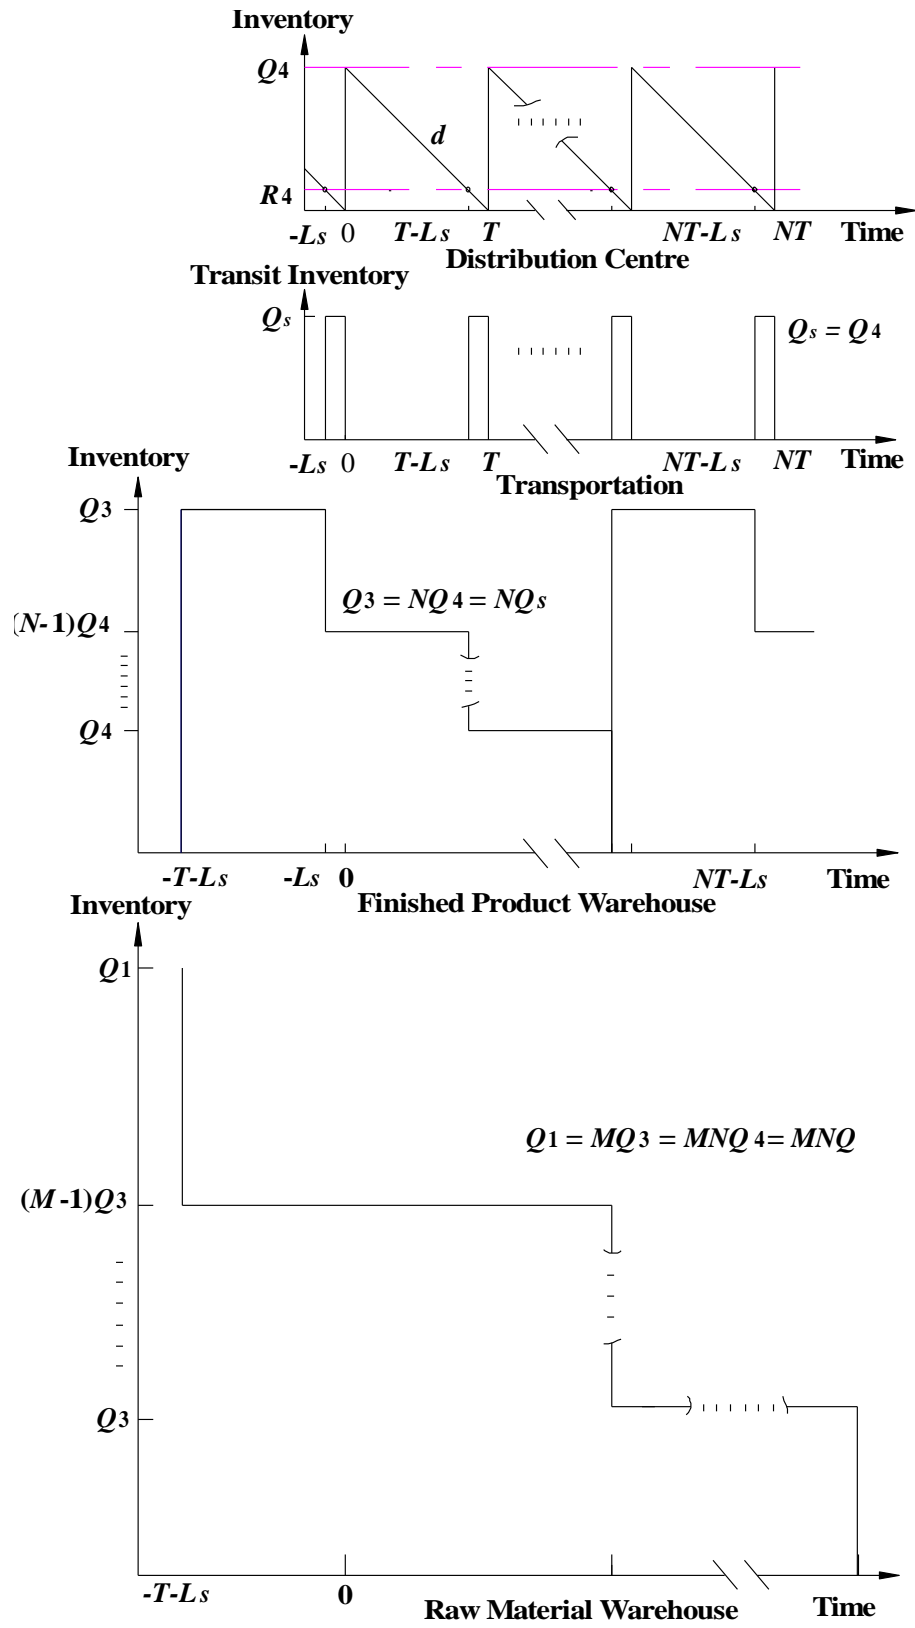 Inventory
Q4
d
R4
-Ls 0 T-Ls T NT-Ls NT Time
Distribution Centre
Transit Inventory
Qs
Qs = Q4
-Ls 0 T-Ls T NT-Ls NT Time
Transportation
Inventory
Q3
Q3 = NQ4 = NQs
(N-1)Q4
Q4
-T-Ls -Ls 0 NT-Ls Time
Finished Product Warehouse
Inventory
Q1
Q1 = MQ3 = MNQ4= MNQ
(M-1)Q3
Q3
-T-Ls 0 Time
Raw Material Warehouse